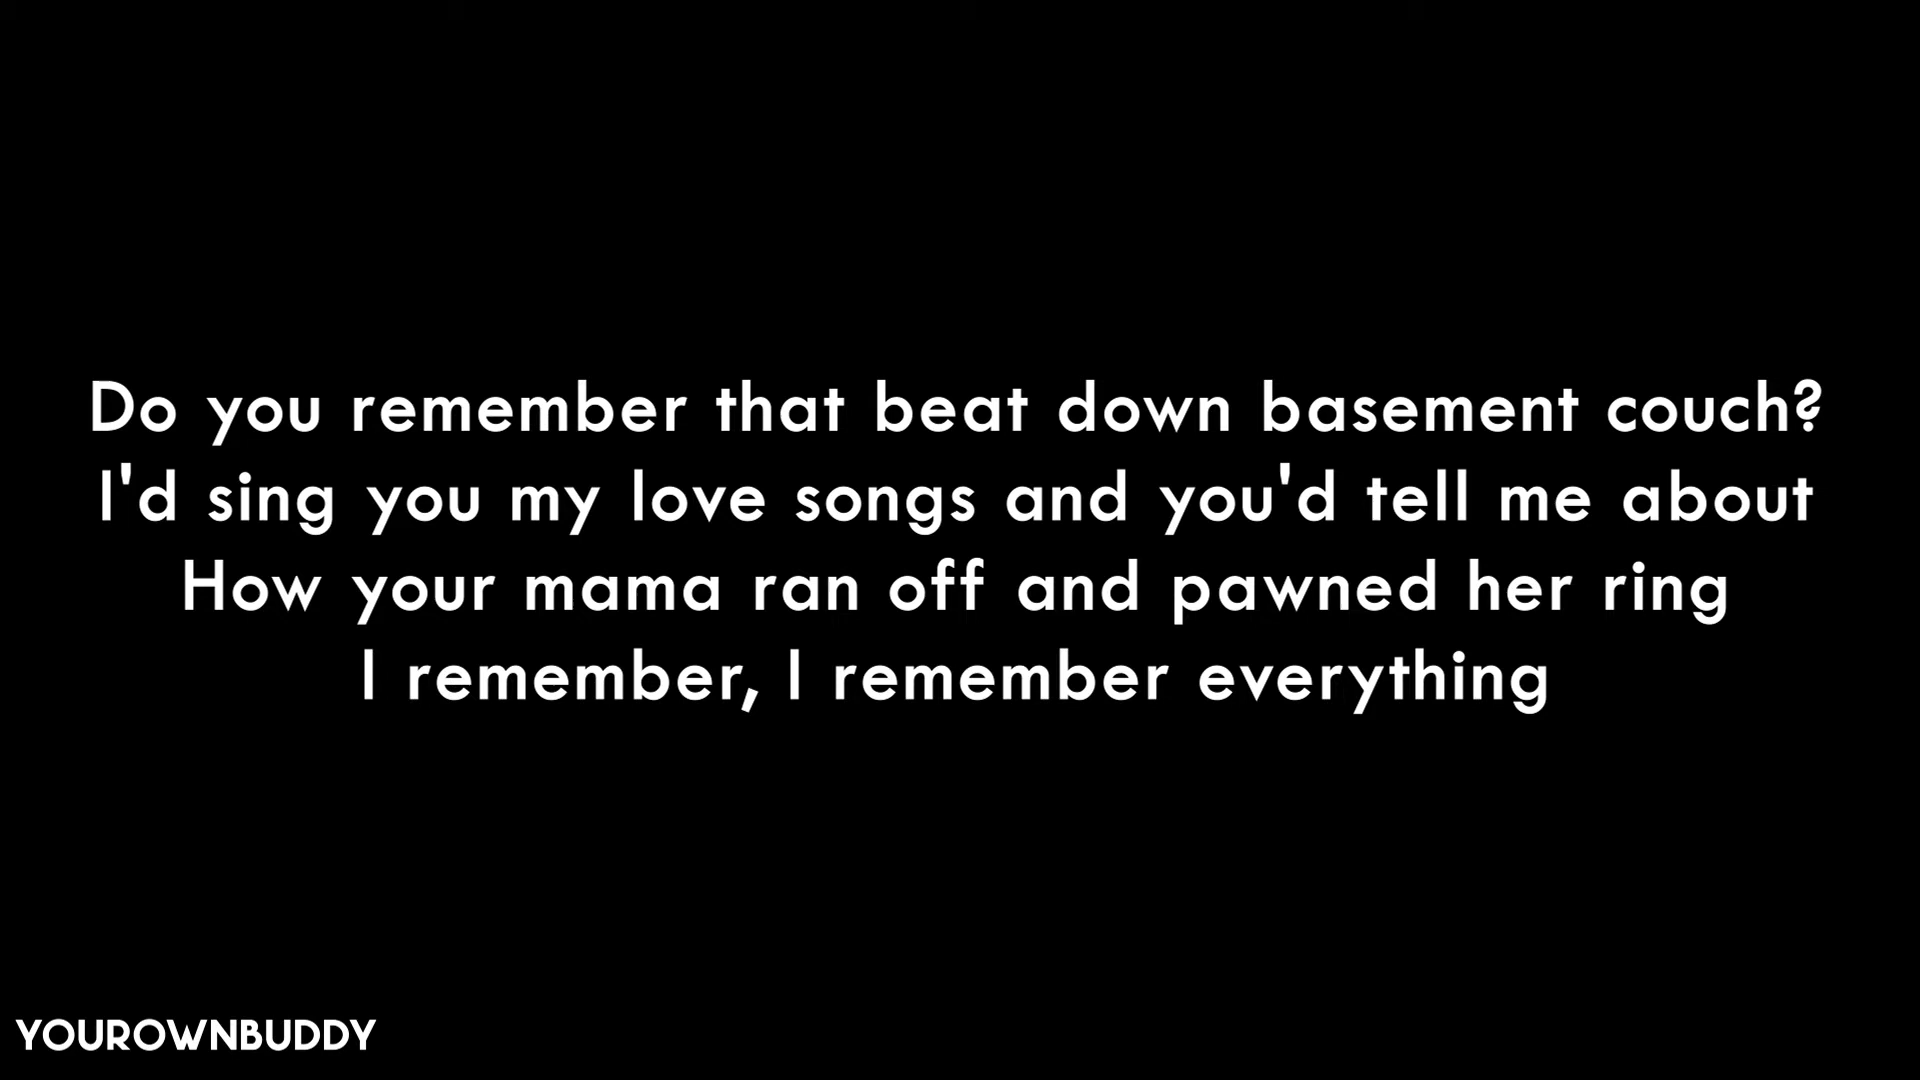 Do you remember that beat down basement couch?
I'd sing you my love songs and you'd tell me about
How your mama ran off and pawned her ring
I remember, I remember everything
YOUROWNBUDDY